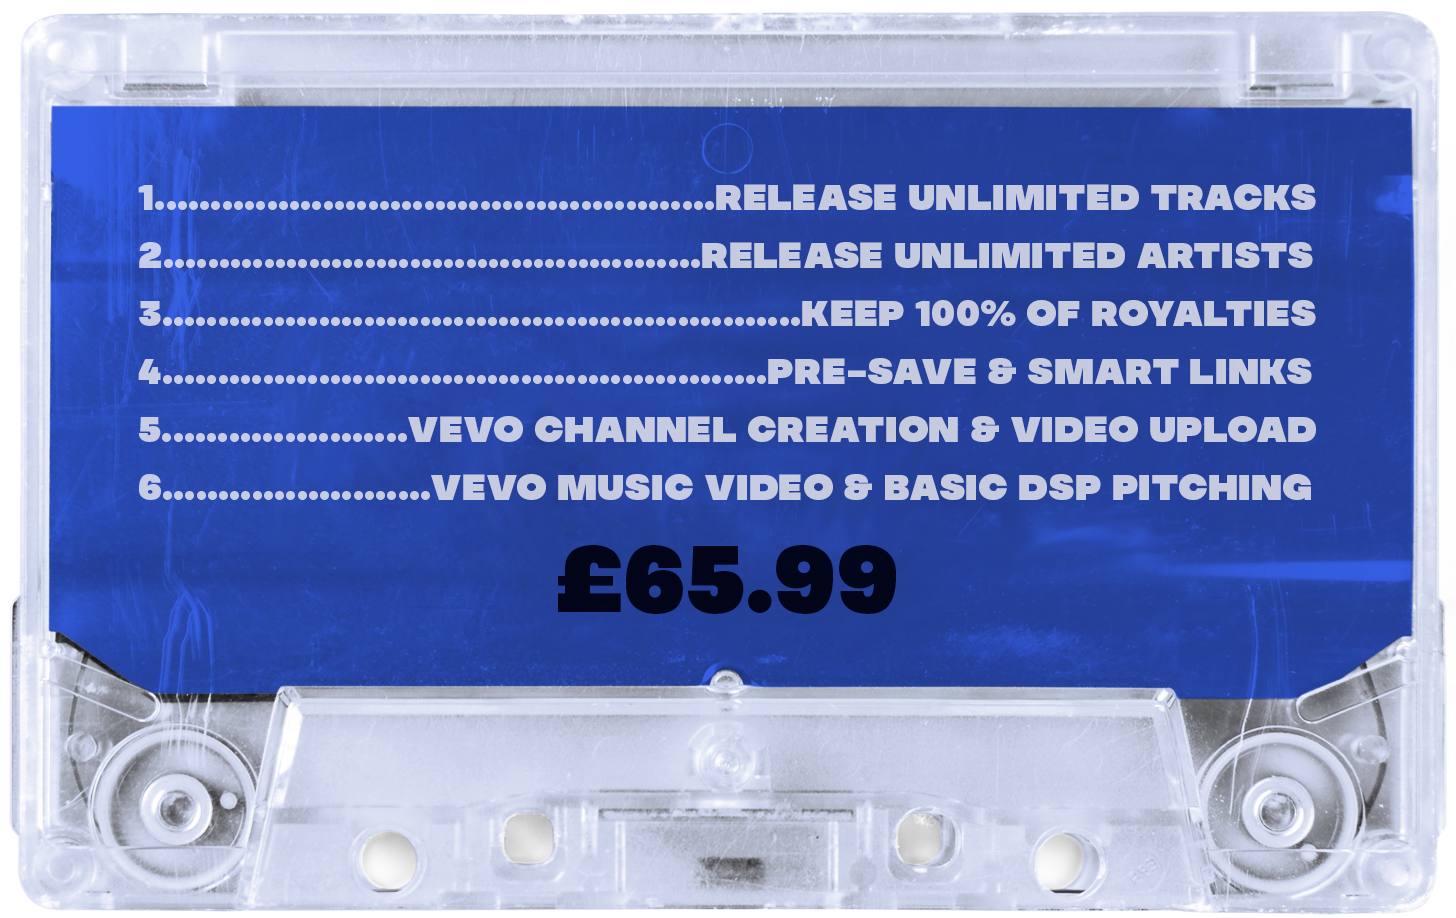 1..................................................RELEASE UNLIMITED TRACKS
2................................................RELEASE UNLIMITED ARTISTS
3.........................................................KEEP 100% OF ROYALTIES
4......................................................PRE-SAVE & SMART LINKS
5......................VEVO CHANNEL CREATION & VIDEO UPLOAD
6........................VEVO MUSIC VIDEO & BASIC DSP PITCHING
£65.99